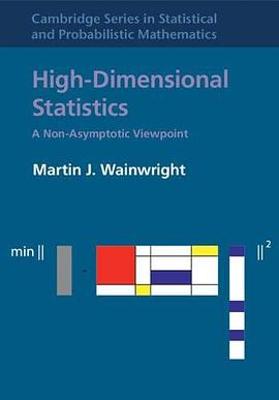 Cambridge Series in Statistical
and Probabilistic Mathematics
High-Dimensional
Statistics
A Non-Asymptotic Viewpoint
Martin J. Wainwright
min || - ||²